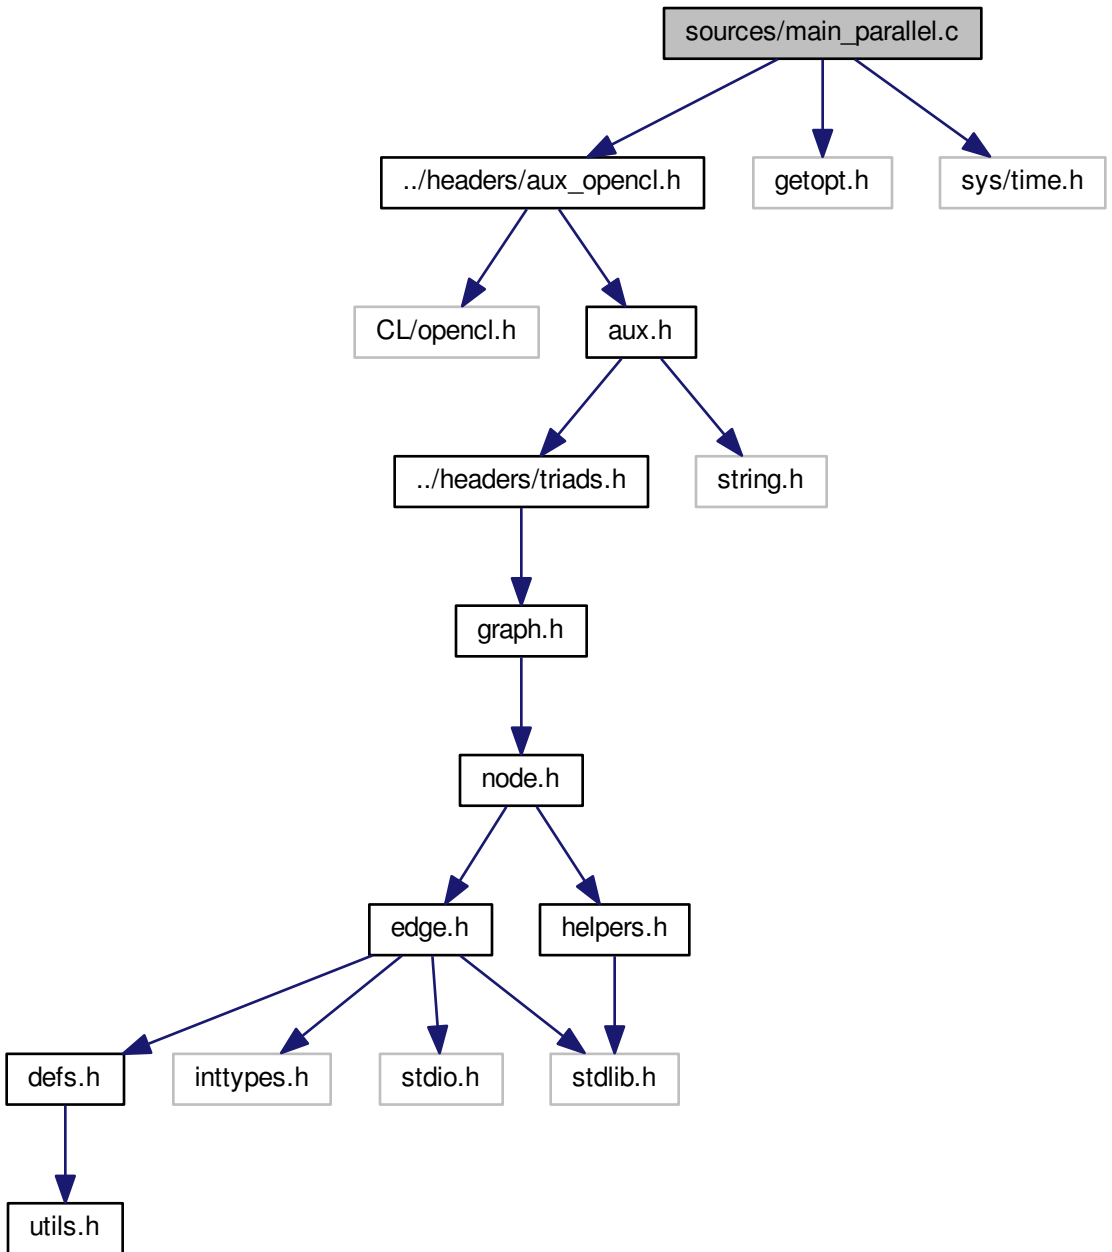 sources/main_parallel.c
../headers/aux_opencl.h
getopt.h
sys/time.h
CL/opencl.h
aux.h
../headers/triads.h
string.h
graph.h
node.h
edge.h
helpers.h
defs.h
inttypes.h
stdio.h
stdlib.h
utils.h